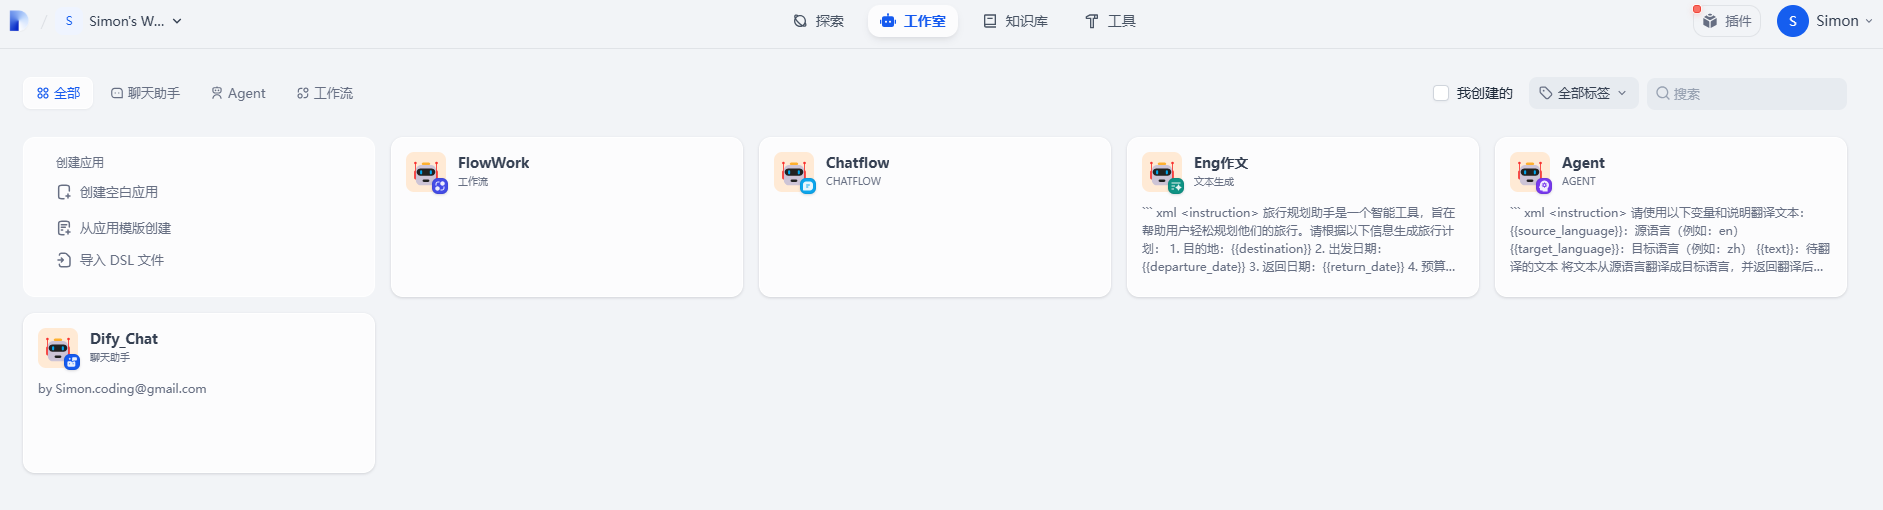 / S Simon's W...
探索
工作室
知识库
工具
插件
S Simon
全部
聊天助手
Agent
工作流
我创建的
全部标签
搜索
创建应用
创建空白应用
从应用模版创建
导入 DSL 文件
FlowWork
工作流
Chatflow
CHATFLOW
Eng作文
文本生成
``` xml <instruction> 旅行规划助手是一个智能工具，旨在
帮助用户轻松规划他们的旅行。请根据以下信息生成旅行计
划： 1. 目的地：{{destination}} 2. 出发日期：
{{departure_date}} 3. 返回日期：{{return_date}} 4. 预算...
Agent
AGENT
``` xml <instruction> 请使用以下变量和说明翻译文本：
{{source_language}}：源语言（例如：en）
{{target_language}}：目标语言（例如：zh） {{text}}：待翻
译的文本 将文本从源语言翻译成目标语言，并返回翻译后...
Dify_Chat
聊天助手
by Simon.coding@gmail.com